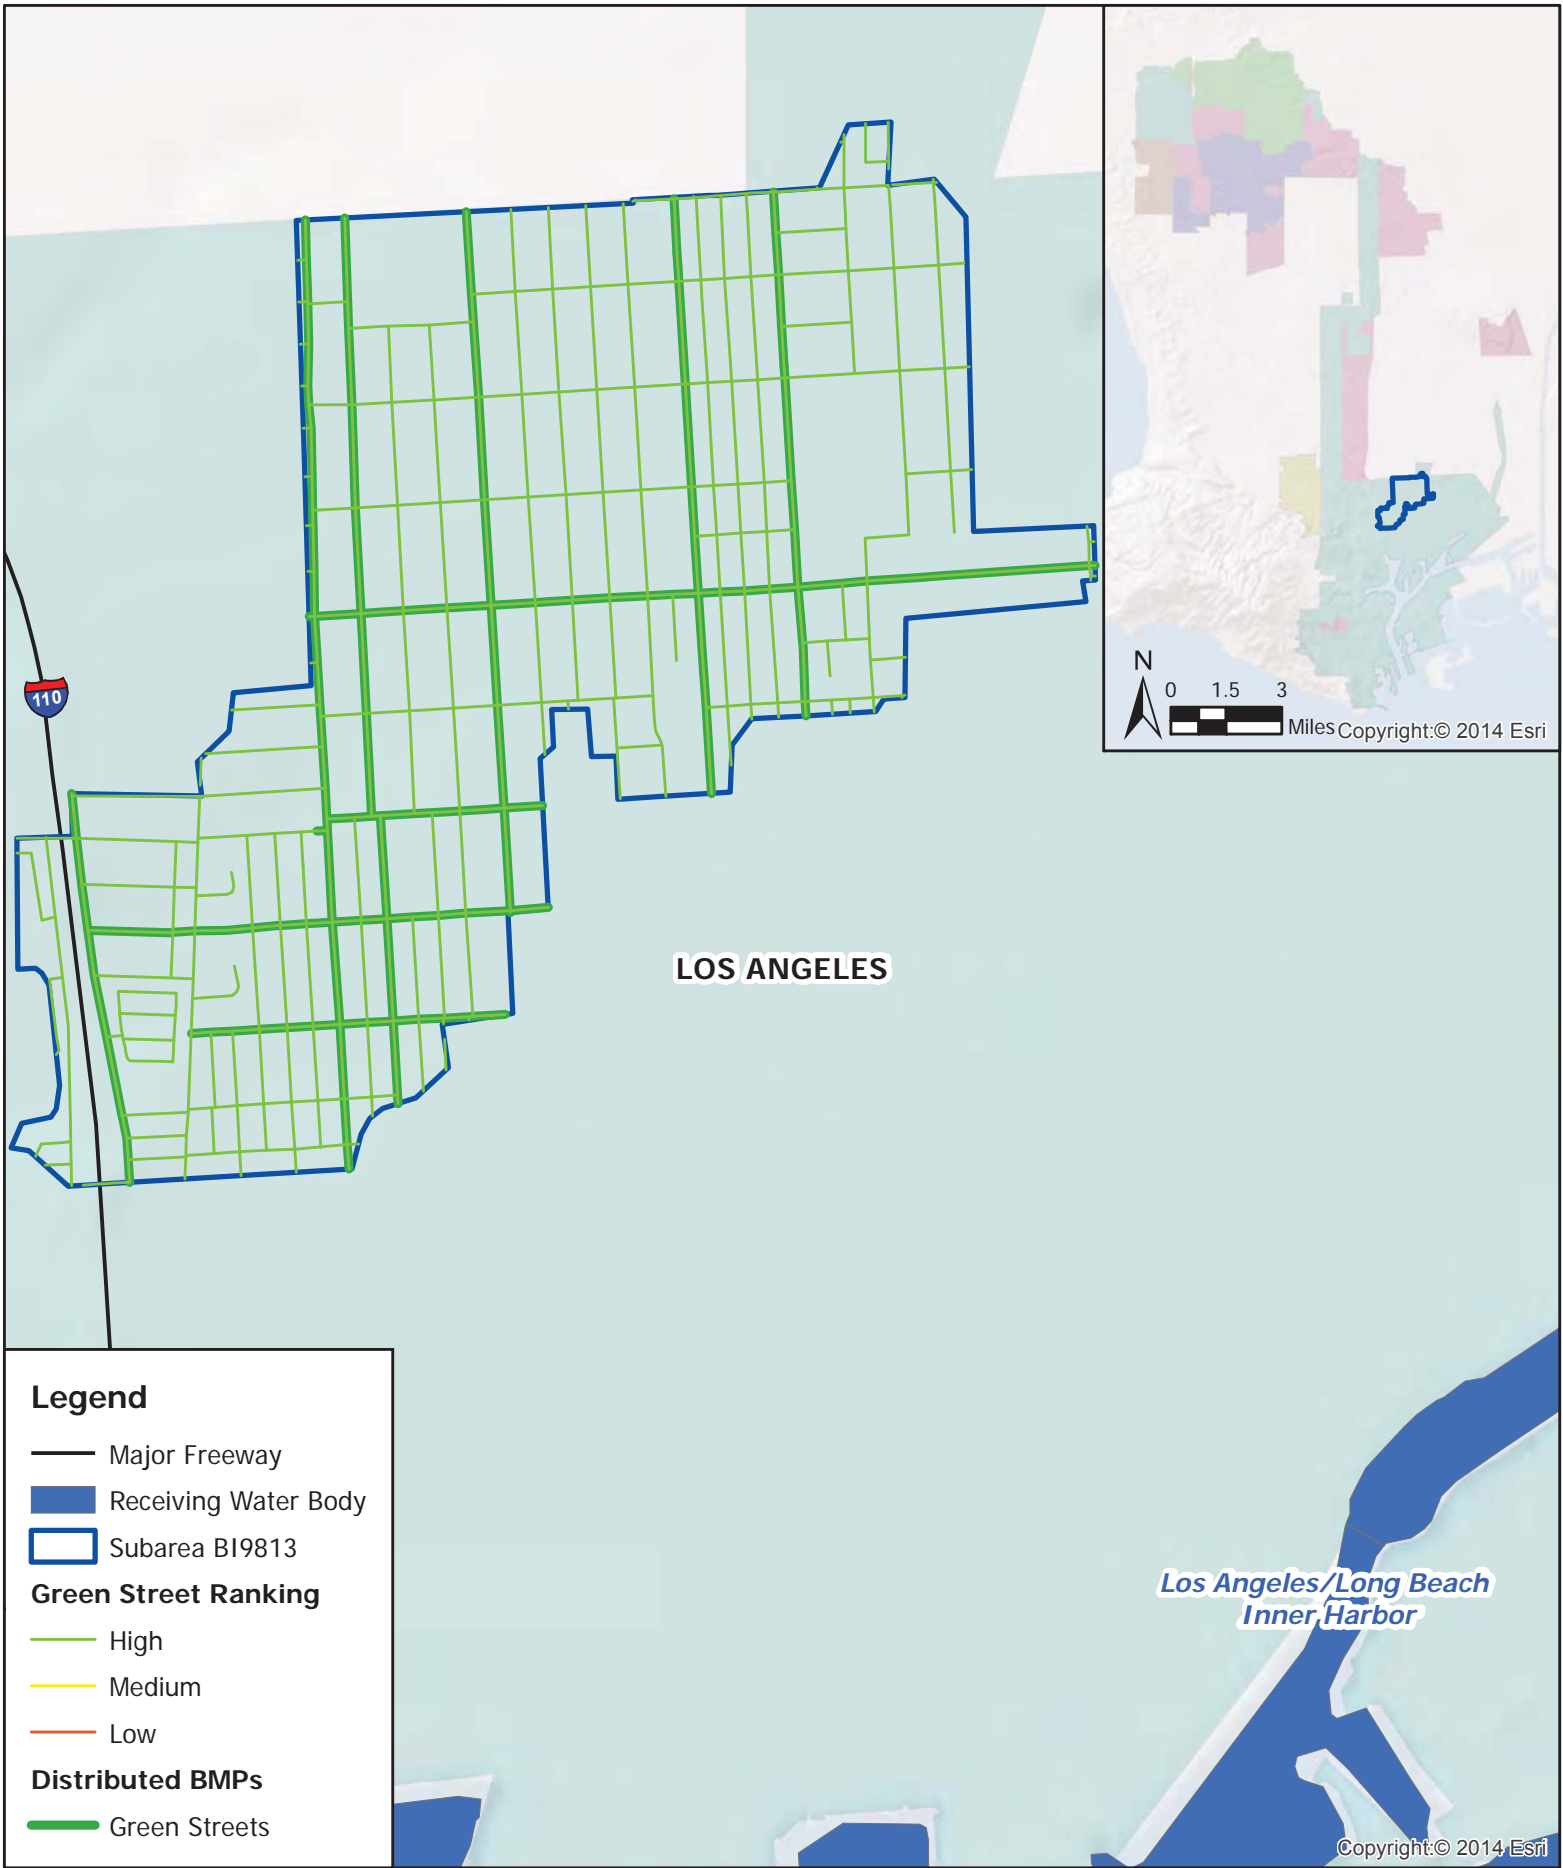 N
0 1.5 3
Miles
Copyright:© 2014 Esri
110
LOS ANGELES
Los Angeles/Long Beach
Inner Harbor
Legend
Major Freeway
Receiving Water Body
Subarea BI9813
Green Street Ranking
High
Medium
Low
Distributed BMPs
Green Streets
Copyright:© 2014 Esri